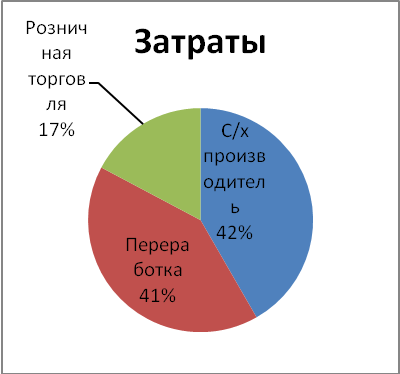 Затраты
Рознич
ная
торгов
ля
17%
С/х
произв
одител
ь
42%
Перера
ботка
41%